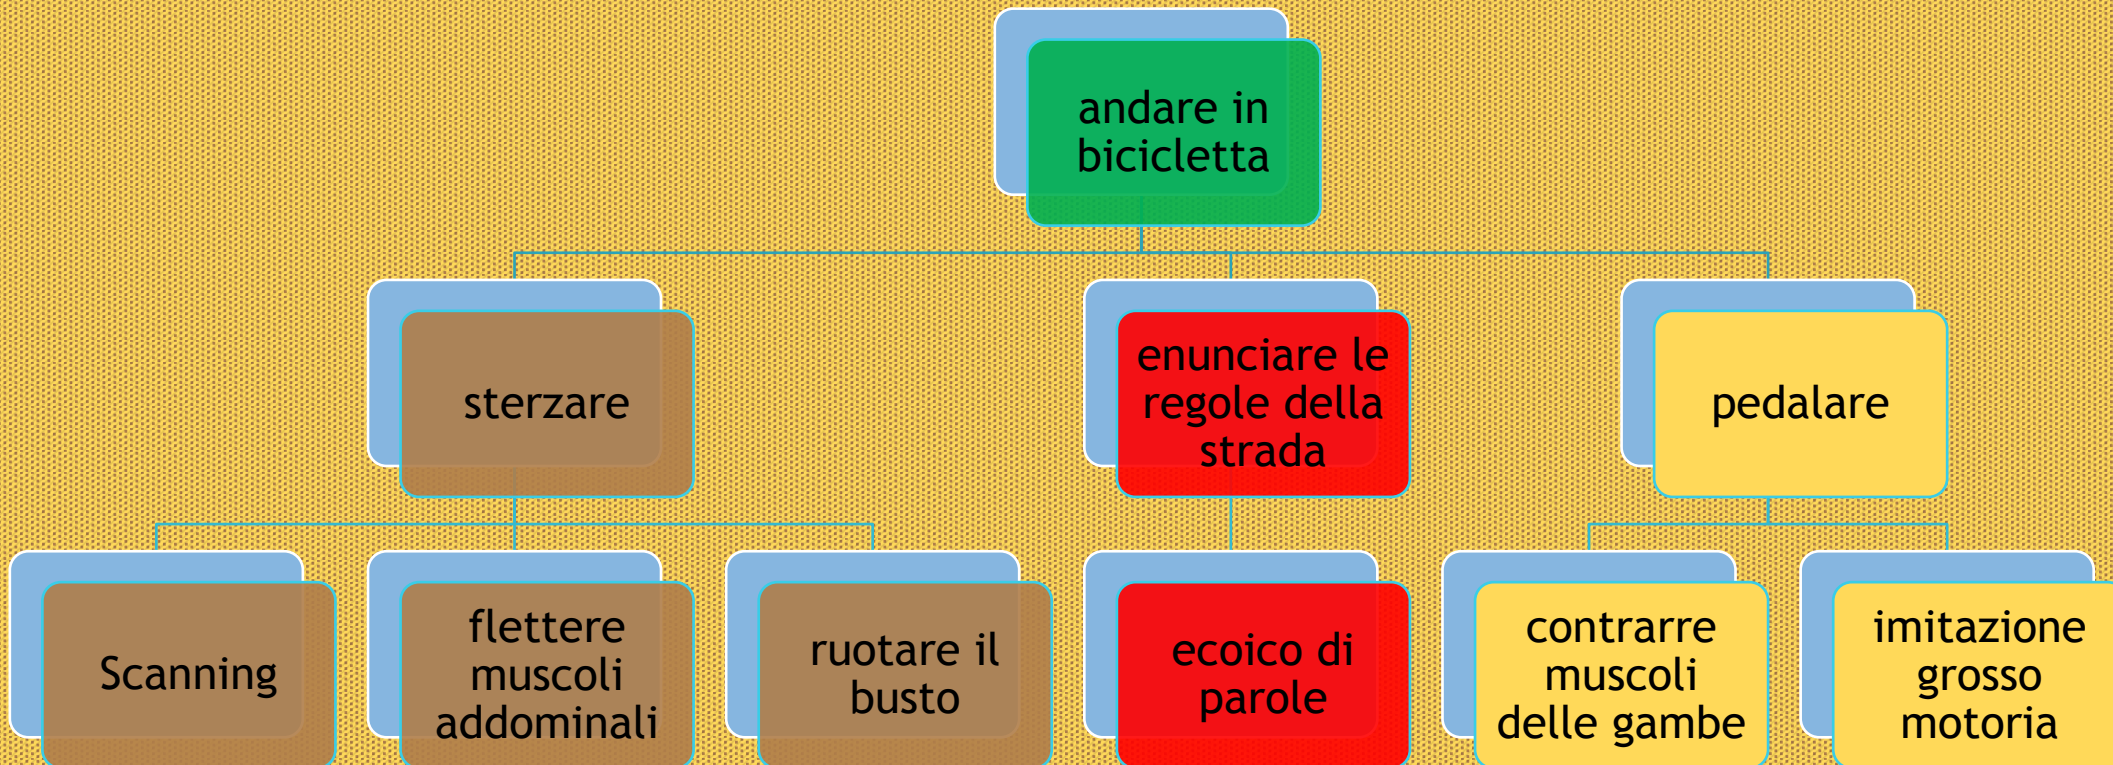 andare in
bicicletta
sterzare
enunciare le
regole della
strada
pedalare
Scanning
flettere
muscoli
addominali
ruotare il
busto
ecoico di
parole
contrarre
muscoli
delle gambe
imitazione
grosso
motoria